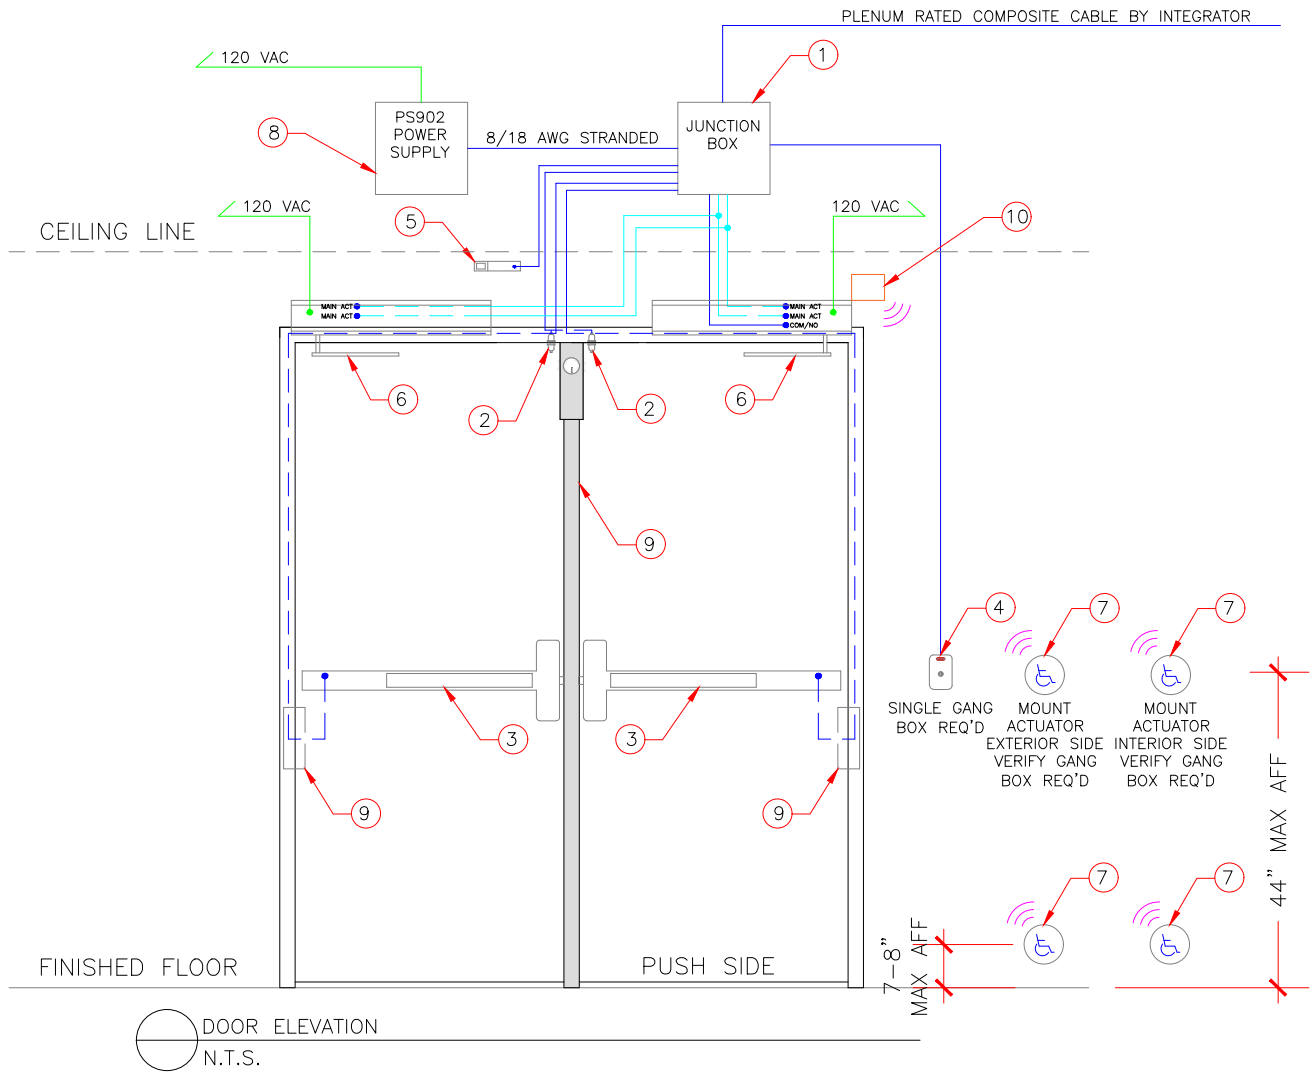 PLENUM RATED COMPOSITE CABLE BY INTEGRATOR
1
120 VAC
PS902
POWER
SUPPLY
8
8/18 AWG STRANDED
JUNCTION
BOX
120 VAC
5
120 VAC
10
CEILING LINE
MAIN ACT
MAIN ACT
MAIN ACT
MAIN ACT
COM/NO
6
2
2
6
9
4
7
7
SINGLE GANG
BOX REQ'D
MOUNT
ACTUATOR
EXTERIOR SIDE
VERIFY GANG
BOX REQ'D
MOUNT
ACTUATOR
INTERIOR SIDE
VERIFY GANG
BOX REQ'D
3
3
9
9
44" MAX AFF
7
7
7-8"
MAX AFF
FINISHED FLOOR
PUSH SIDE
DOOR ELEVATION
N.T.S.